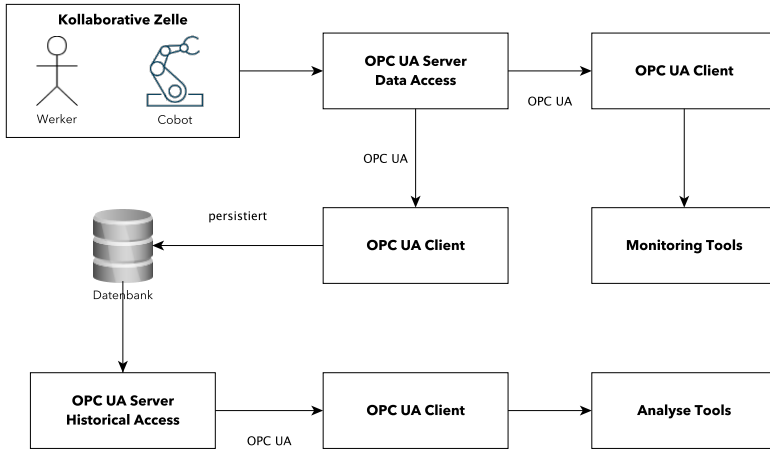 Kollaborative Zelle
Werker
Cobot
OPC UA Server
Data Access
OPC UA
OPC UA Client
OPC UA
persistiert
Datenbank
OPC UA Client
Monitoring Tools
OPC UA Server
Historical Access
OPC UA
OPC UA Client
Analyse Tools